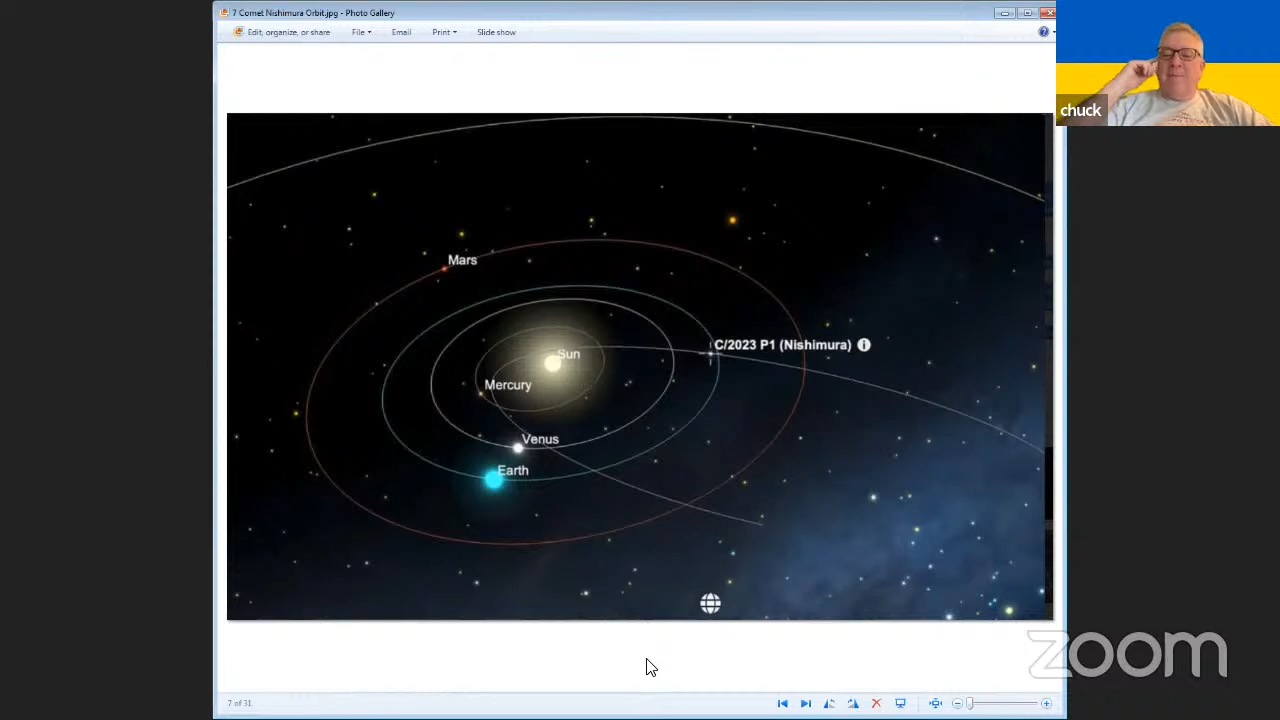 7 Comet Nishimura Orbit.jpg - Photo Gallery
Edit, organize, or share File Email Print Slide show
chuck
Mars
C/2023 P1 (Nishimura)
Sun
Mercury
Venus
Earth
zoom
7 of 31